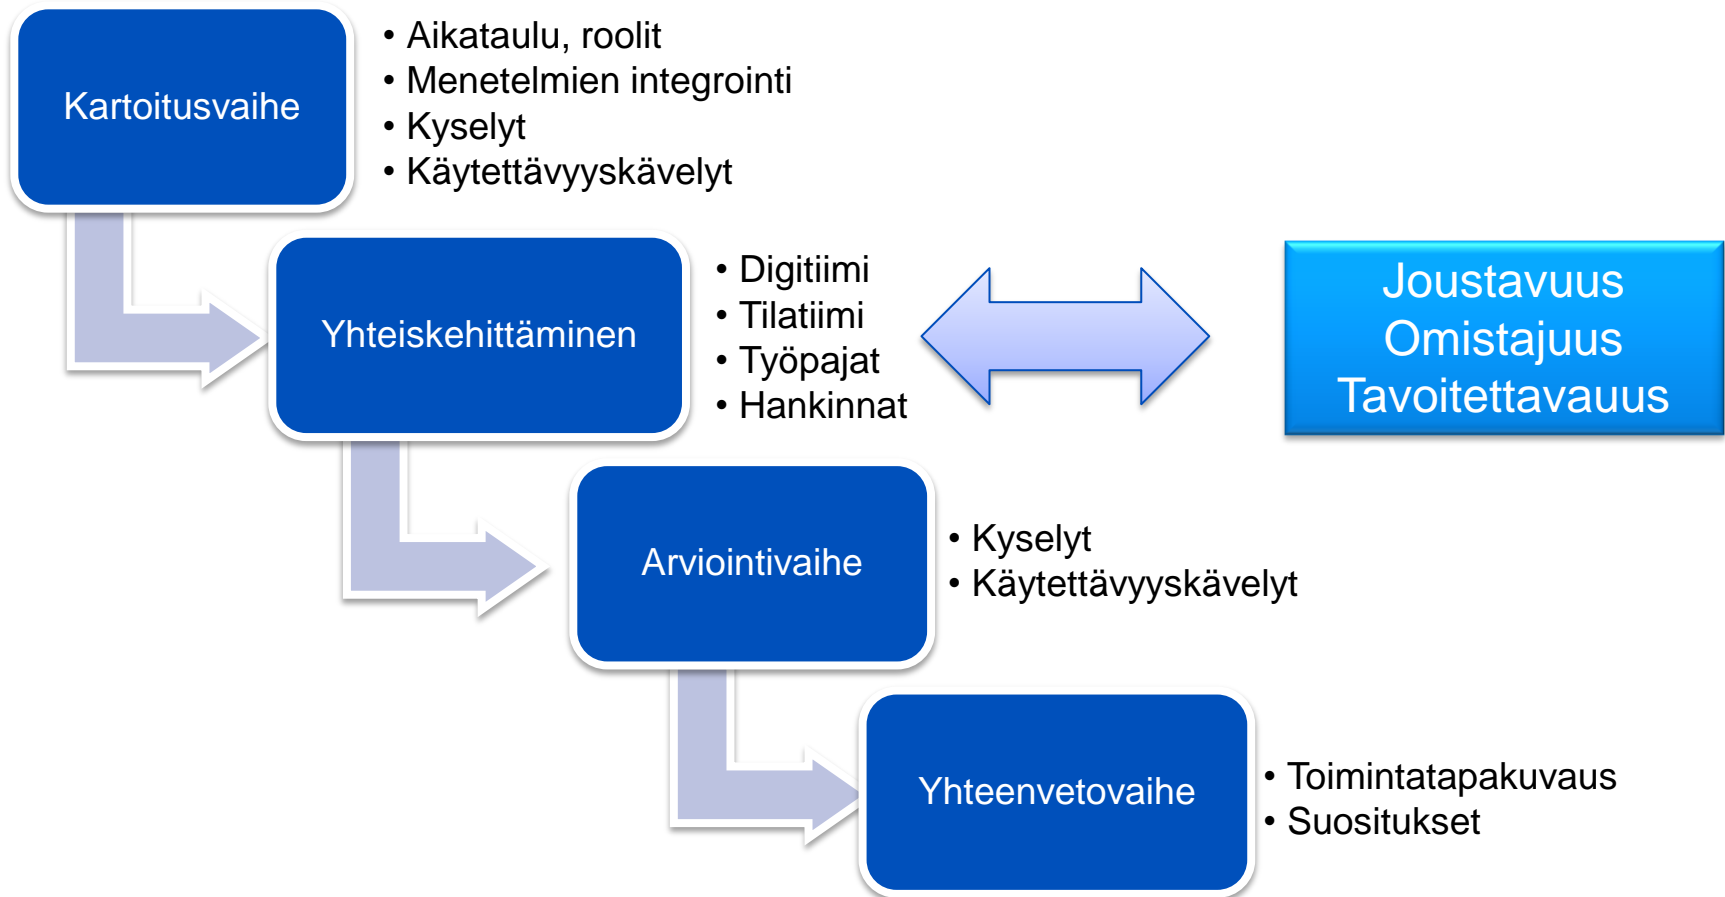 Kartoitusvaihe
• Aikataulu, roolit
• Menetelmien integrointi
• Kyselyt
• Käytettävyyskävelyt
Yhteiskehittäminen
• Digitiimi
• Tilatiimi
• Työpajat
• Hankinnat
Joustavuus
Omistajuus
Tavoitettavauus
Arviointivaihe
• Kyselyt
• Käytettävyyskävelyt
Yhteenvetovaihe
• Toimintatapakuvaus
• Suositukset